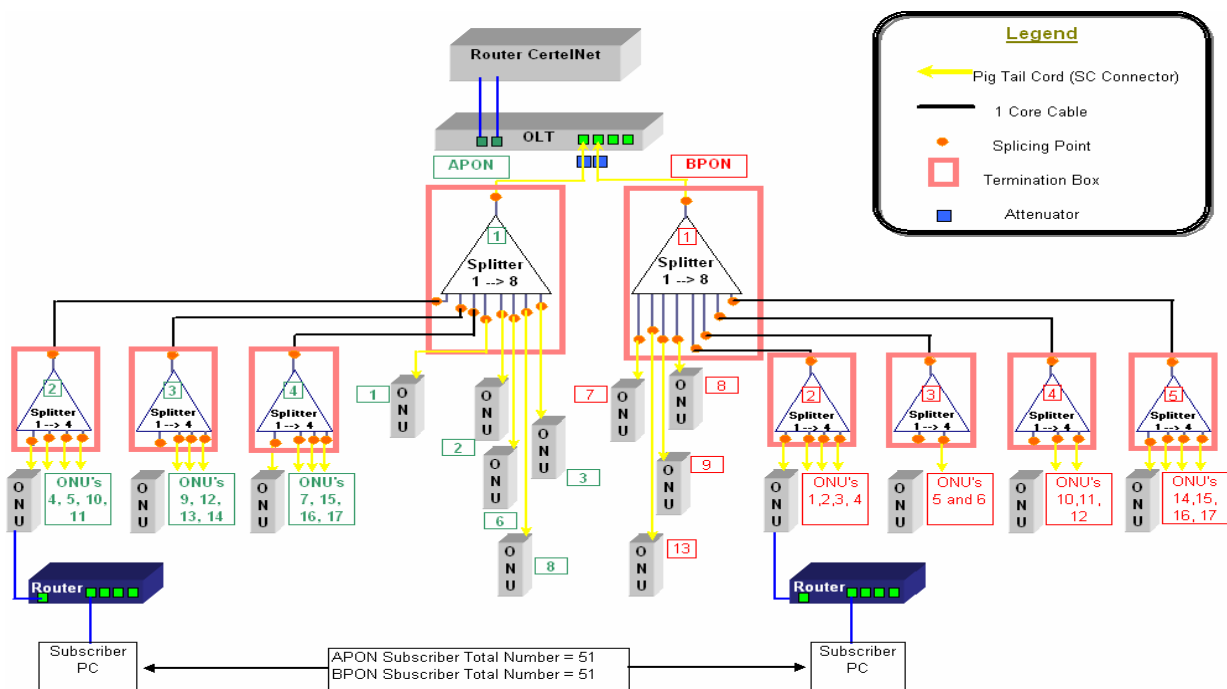 Router CertelNet
OLT
APON
BPON
Legend
Pig Tail Cord (SC Connector)
1 Core Cable
Splicing Point
Termination Box
Attenuator
1
Splitter
1 --> 8
1
Splitter
1 --> 8
2
Splitter
1 --> 4
3
Splitter
1 --> 4
4
Splitter
1 --> 4
2
Splitter
1 --> 4
3
Splitter
1 --> 4
4
Splitter
1 --> 4
5
Splitter
1 --> 4
ONU
ONU's
4, 5, 10,
11
ONU
ONU's
9, 12,
13, 14
ONU
ONU's
7, 15,
16, 17
1
ONU
ONU
2
ONU
6
ONU
3
ONU
8
7
ONU
ONU
8
ONU
9
ONU
13
ONU
ONU's
1,2,3, 4
ONU
ONU's
5 and 6
ONU
ONU's
10,11,
12
ONU
ONU's
14,15,
16, 17
Router
Router
Subscriber
PC
APON Subscriber Total Number = 51
BPON Sbuscriber Total Number = 51
Subscriber
PC